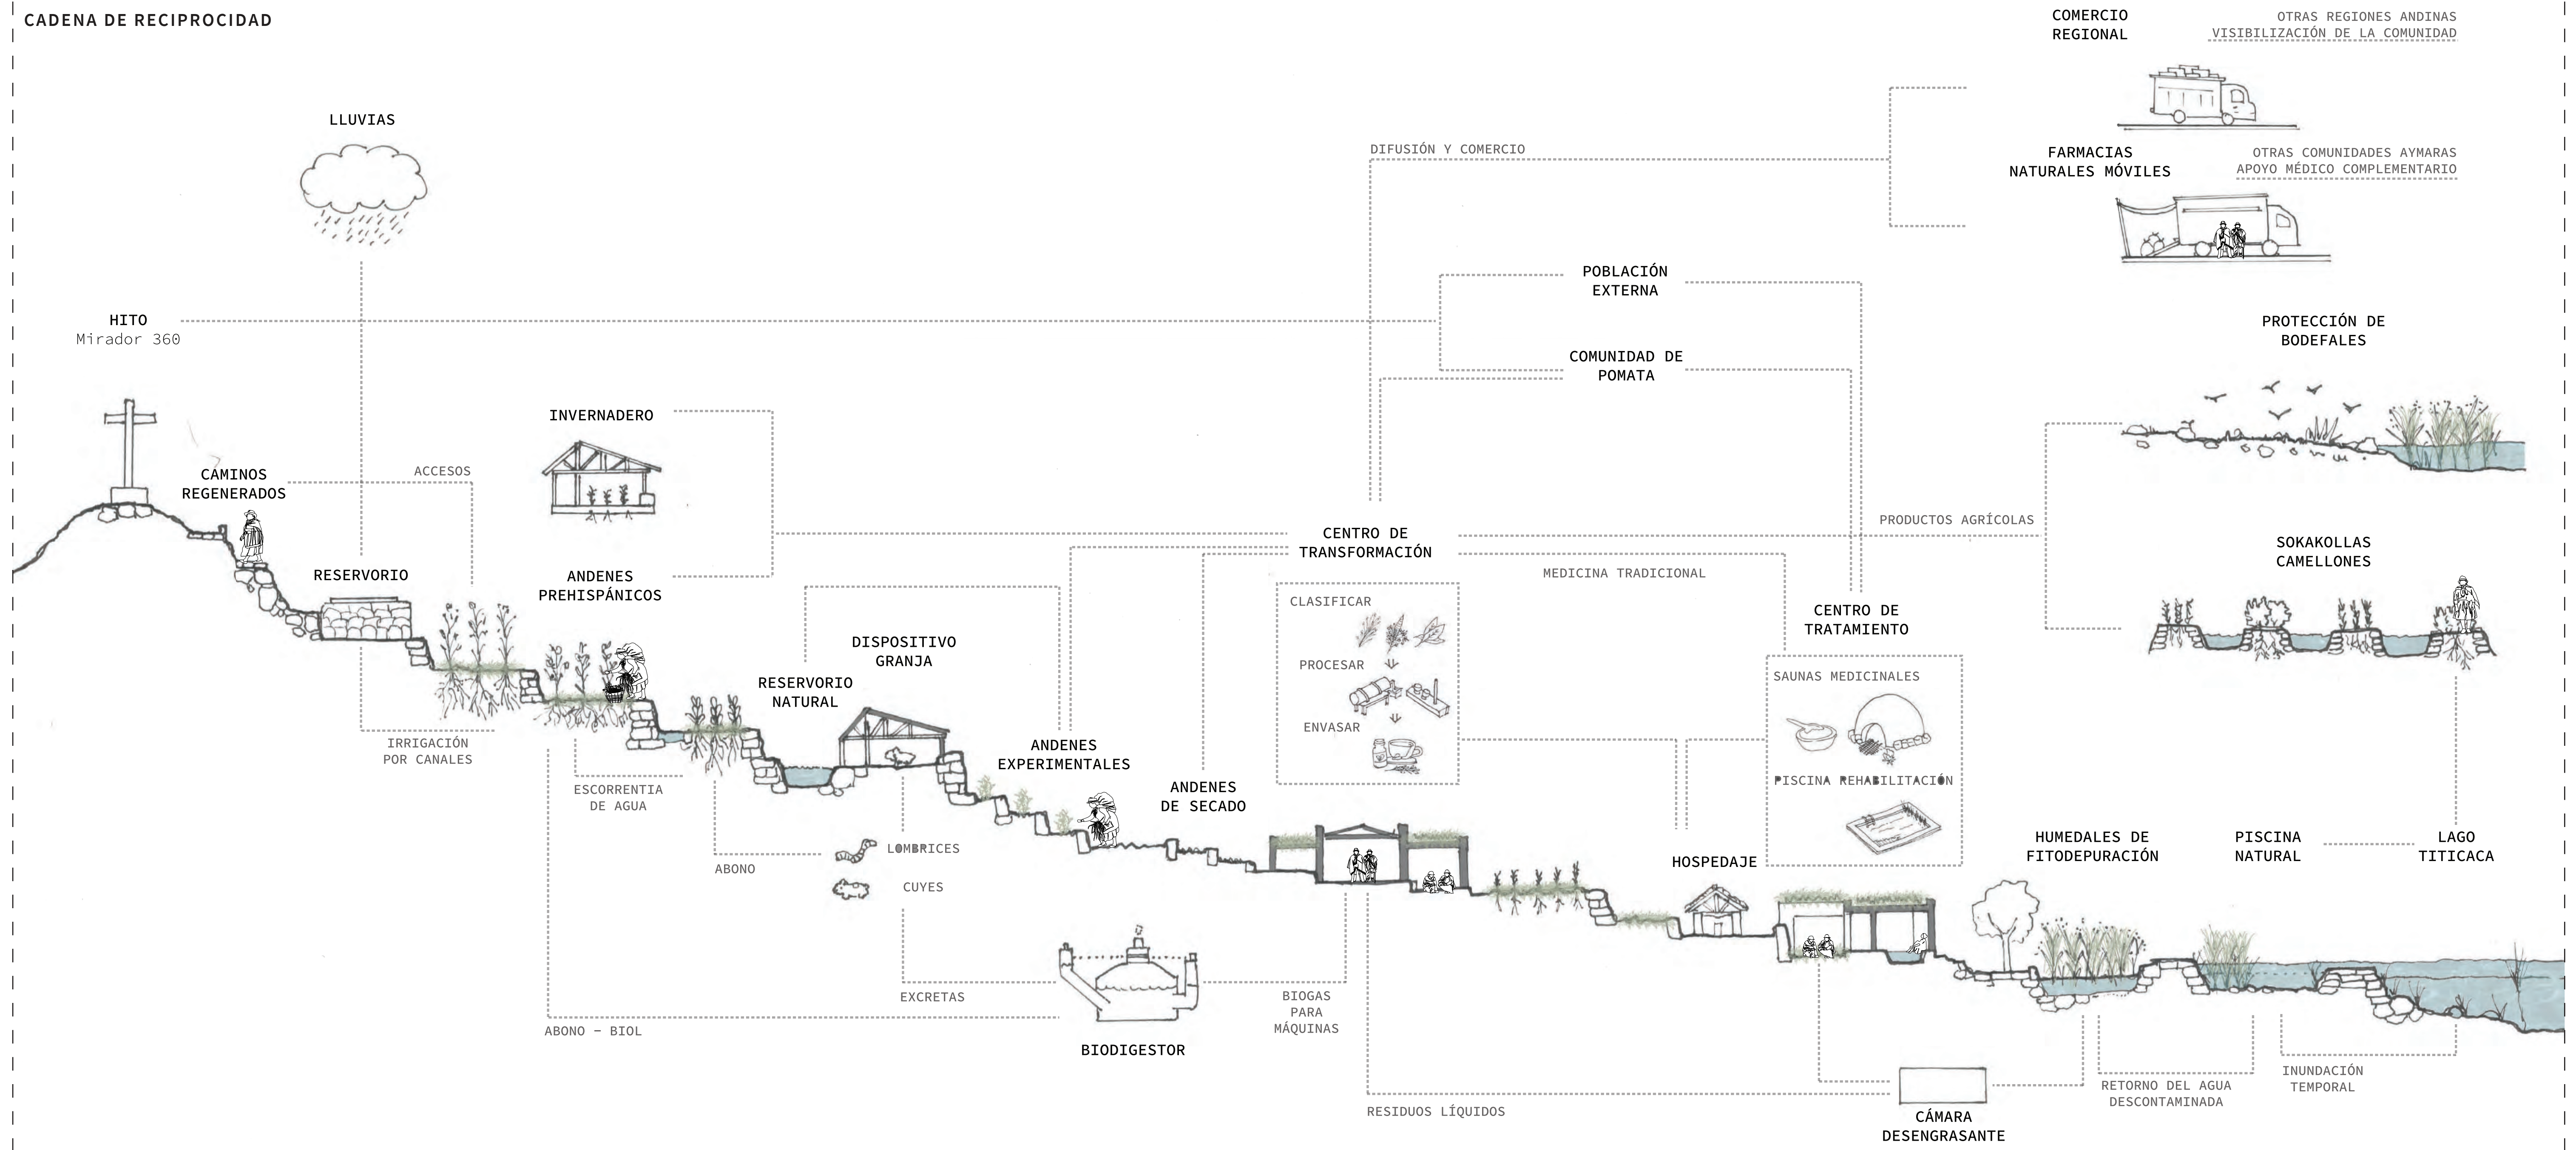 CADENA DE RECIPROCIDAD
COMERCIO
REGIONAL
OTRAS REGIONES ANDINAS
VISIBILIZACIÓN DE LA COMUNIDAD
LLUVIAS
DIFUSIÓN Y COMERCIO
FARMACIAS
NATURALES MÓVILES
OTRAS COMUNIDADES AYMARAS
APOYO MÉDICO COMPLEMENTARIO
POBLACIÓN
EXTERNA
HITO
Mirador 360
COMUNIDAD DE
POMATA
PROTECCIÓN DE
BODEFALES
INVERNADERO
CAMINOS
REGENERADOS
ACCESOS
CENTRO DE
TRANSFORMACIÓN
PRODUCTOS AGRÍCOLAS
SOKAKOLLAS
CAMELLONES
RESERVORIO
ANDENES
PREHISPÁNICOS
MEDICINA TRADICIONAL
CLASIFICAR
PROCESAR
ENVASAR
CENTRO DE
TRATAMIENTO
SAUNAS MEDICINALES
PISCINA REHABILITACIÓN
DISPOSITIVO
GRANJA
RESERVORIO
NATURAL
IRRIGACIÓN
POR CANALES
ANDENES
EXPERIMENTALES
ESCORRENTIA
DE AGUA
ANDENES
DE SECADO
ABONO
LOMBRICES
CUYES
HOSPEDAJE
HUMEDALES DE
FITODEPURACIÓN
PISCINA
NATURAL
LAGO
TITICACA
EXCRETAS
ABONO - BIOL
BIODIGESTOR
BIOGAS
PARA
MÁQUINAS
RESIDUOS LÍQUIDOS
CÁMARA
DESENGRASANTE
RETORNO DEL AGUA
DESCONTAMINADA
INUNDACIÓN
TEMPORAL